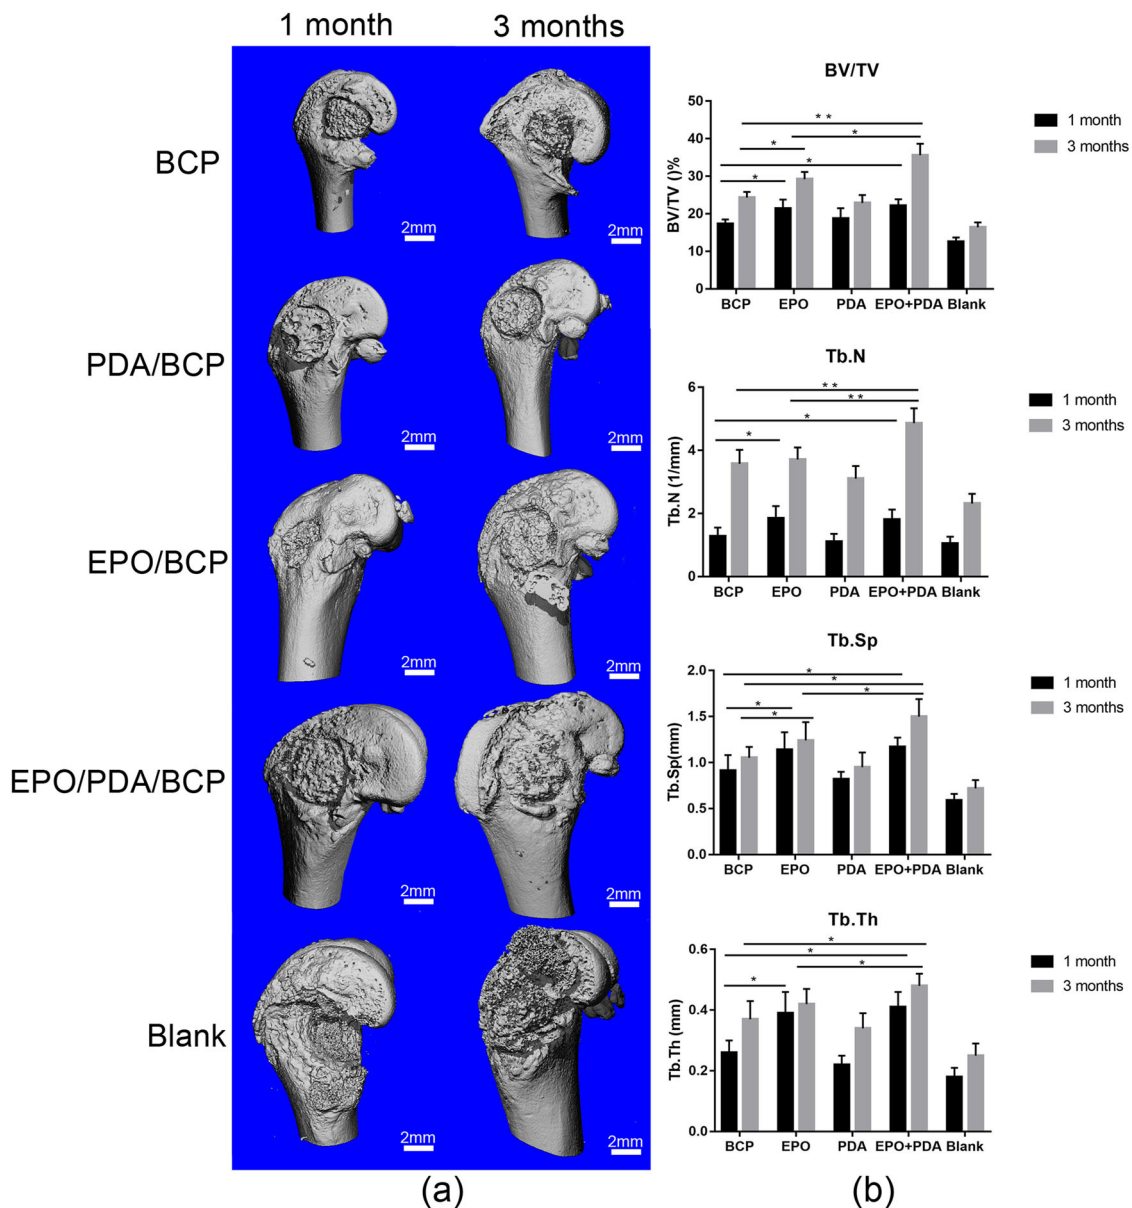 1 month 3 months
BCP
2mm 2mm
PDA/BCP
2mm 2mm
EPO/BCP
2mm 2mm
EPO/PDA/BCP
2mm 2mm
Blank
2mm 2mm
(a)
BV/TV
BV/TV ()%
50
40
30
20
10
0
* *
*
*
*
*
BCP EPO PDA EPO+PDA Blank
1 month
3 months
Tb.N
Tb.N (1/mm)
6
4
2
0
* *
* *
*
*
BCP EPO PDA EPO+PDA Blank
1 month
3 months
Tb.Sp
Tb.Sp(mm)
2.0
1.5
1.0
0.5
0.0
*
*
*
*
*
BCP EPO PDA EPO+PDA Blank
1 month
3 months
Tb.Th
Tb.Th (mm)
0.6
0.4
0.2
0.0
*
*
*
*
BCP EPO PDA EPO+PDA Blank
1 month
3 months
(b)